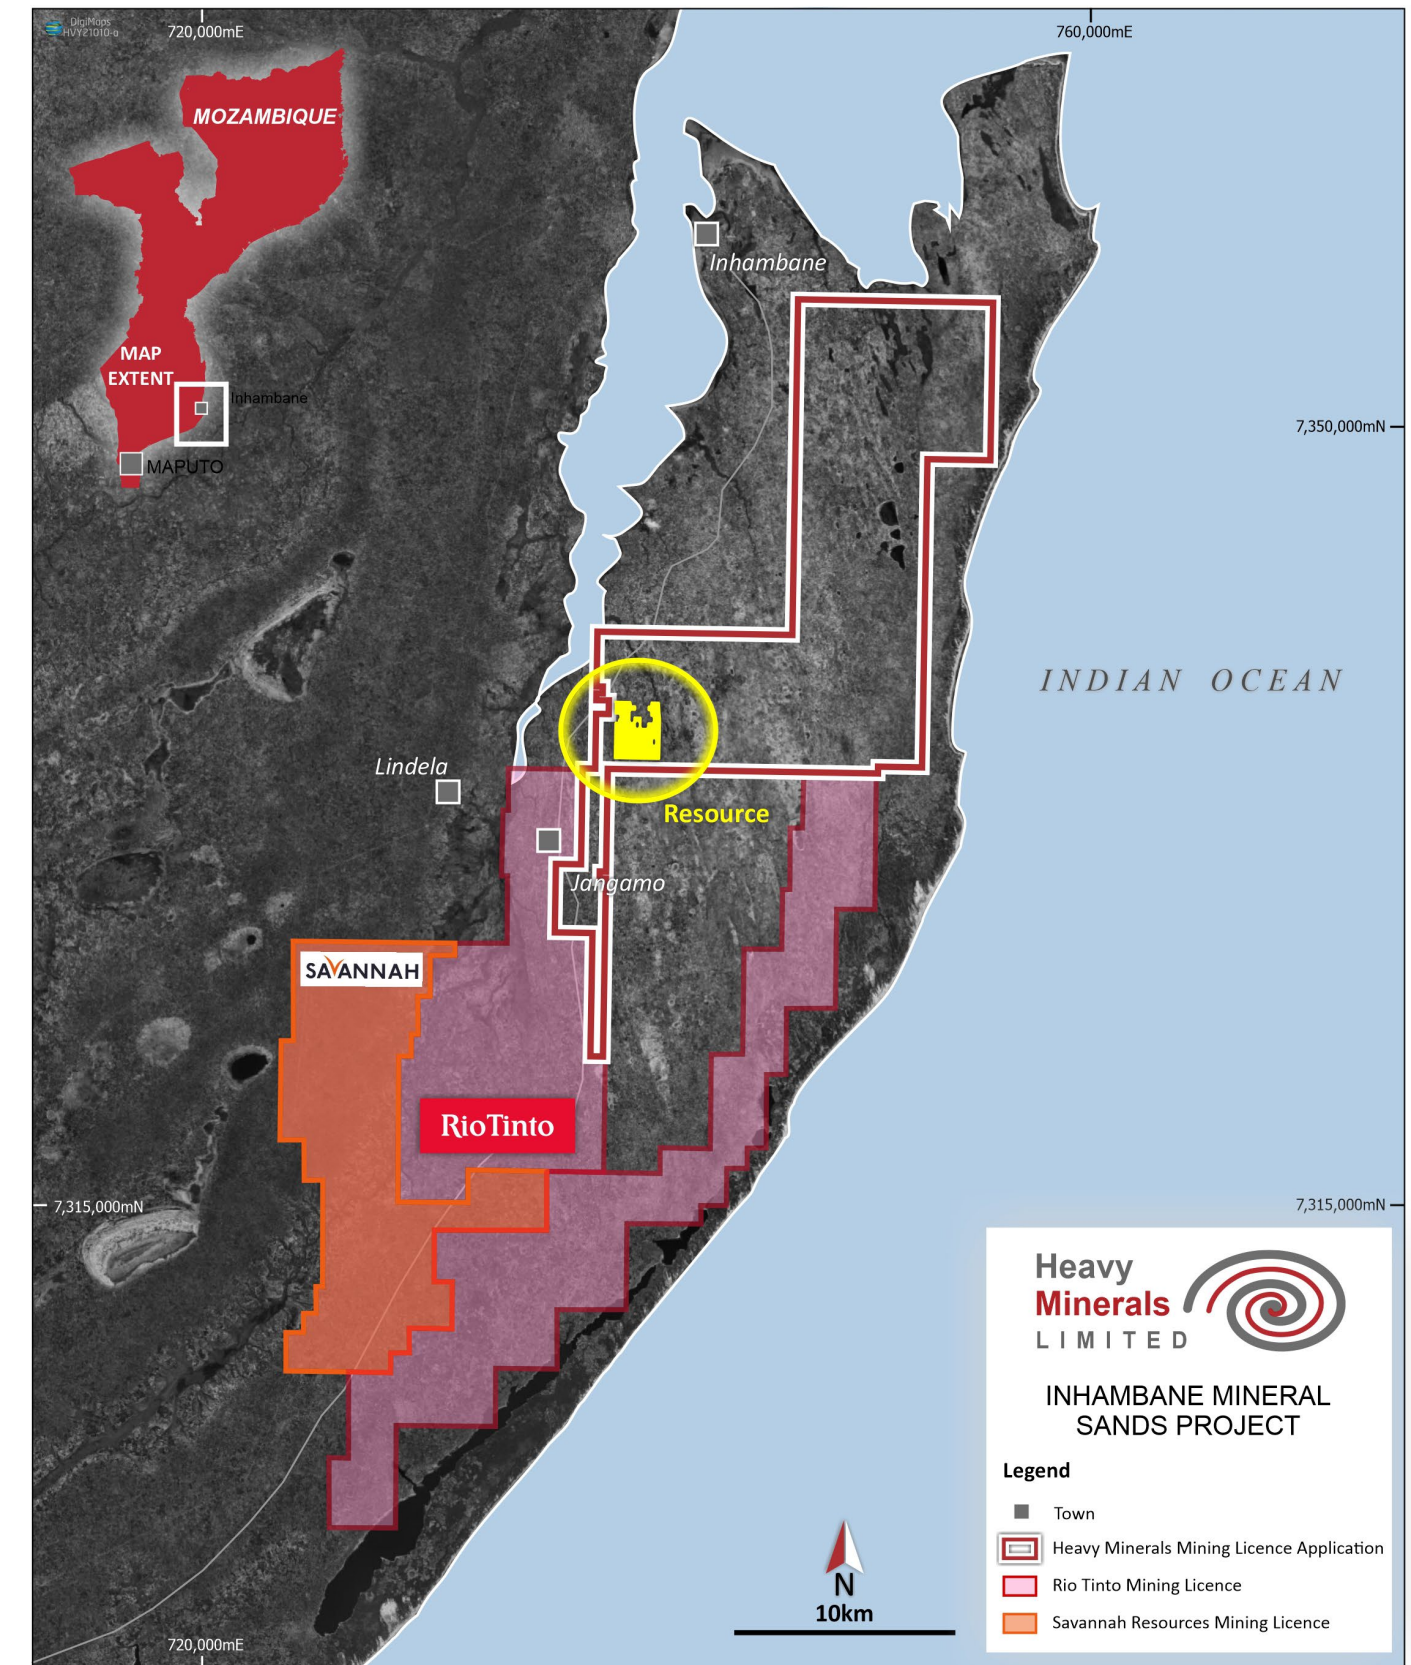 DigiMaps
HVY21010-a
720,000mE
760,000mE
MOZAMBIQUE
Inhambane
MAP
EXTENT
Inhambane
7,350,000mN
MAPUTO
INDIAN OCEAN
Lindela
Resource
Jangamo
SAVANNAH
RioTinto
7,315,000mN
7,315,000mN
Heavy
Minerals
LIMITED
INHAMBANE MINERAL
SANDS PROJECT
Legend
Town
Heavy Minerals Mining Licence Application
Rio Tinto Mining Licence
Savannah Resources Mining Licence
N
10km
720,000mE